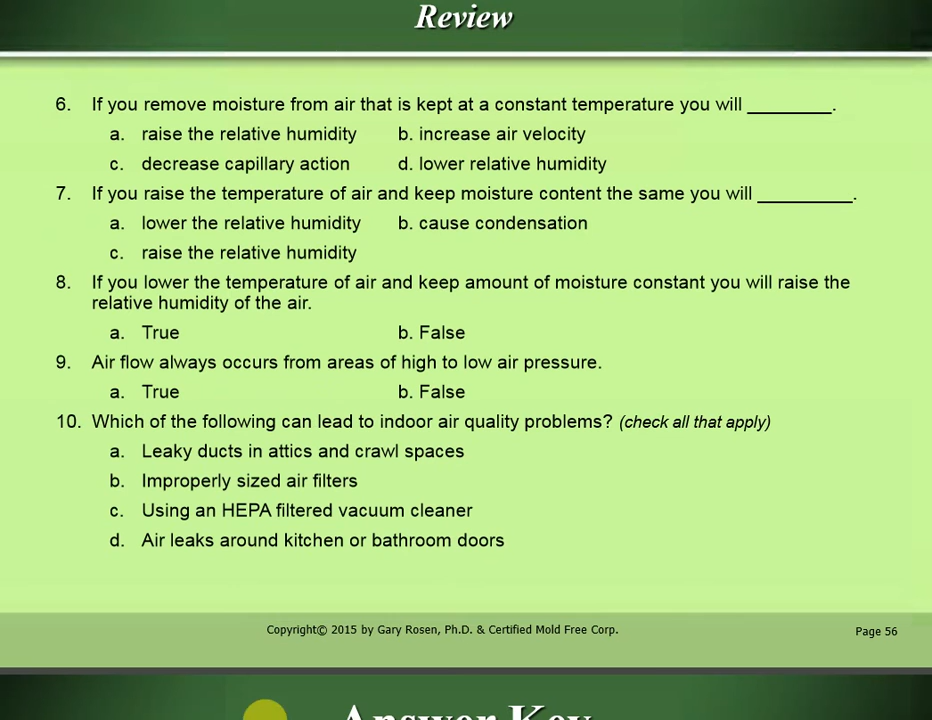 Review
6. If you remove moisture from air that is kept at a constant temperature you will ________.
a. raise the relative humidity b. increase air velocity
c. decrease capillary action d. lower relative humidity
7. If you raise the temperature of air and keep moisture content the same you will _________.
a. lower the relative humidity b. cause condensation
c. raise the relative humidity
8. If you lower the temperature of air and keep amount of moisture constant you will raise the
relative humidity of the air.
a. True b. False
9. Air flow always occurs from areas of high to low air pressure.
a. True b. False
10. Which of the following can lead to indoor air quality problems? (check all that apply)
a. Leaky ducts in attics and crawl spaces
b. Improperly sized air filters
c. Using an HEPA filtered vacuum cleaner
d. Air leaks around kitchen or bathroom doors
Copyright© 2015 by Gary Rosen, Ph.D. & Certified Mold Free Corp. Page 56
Answer Key